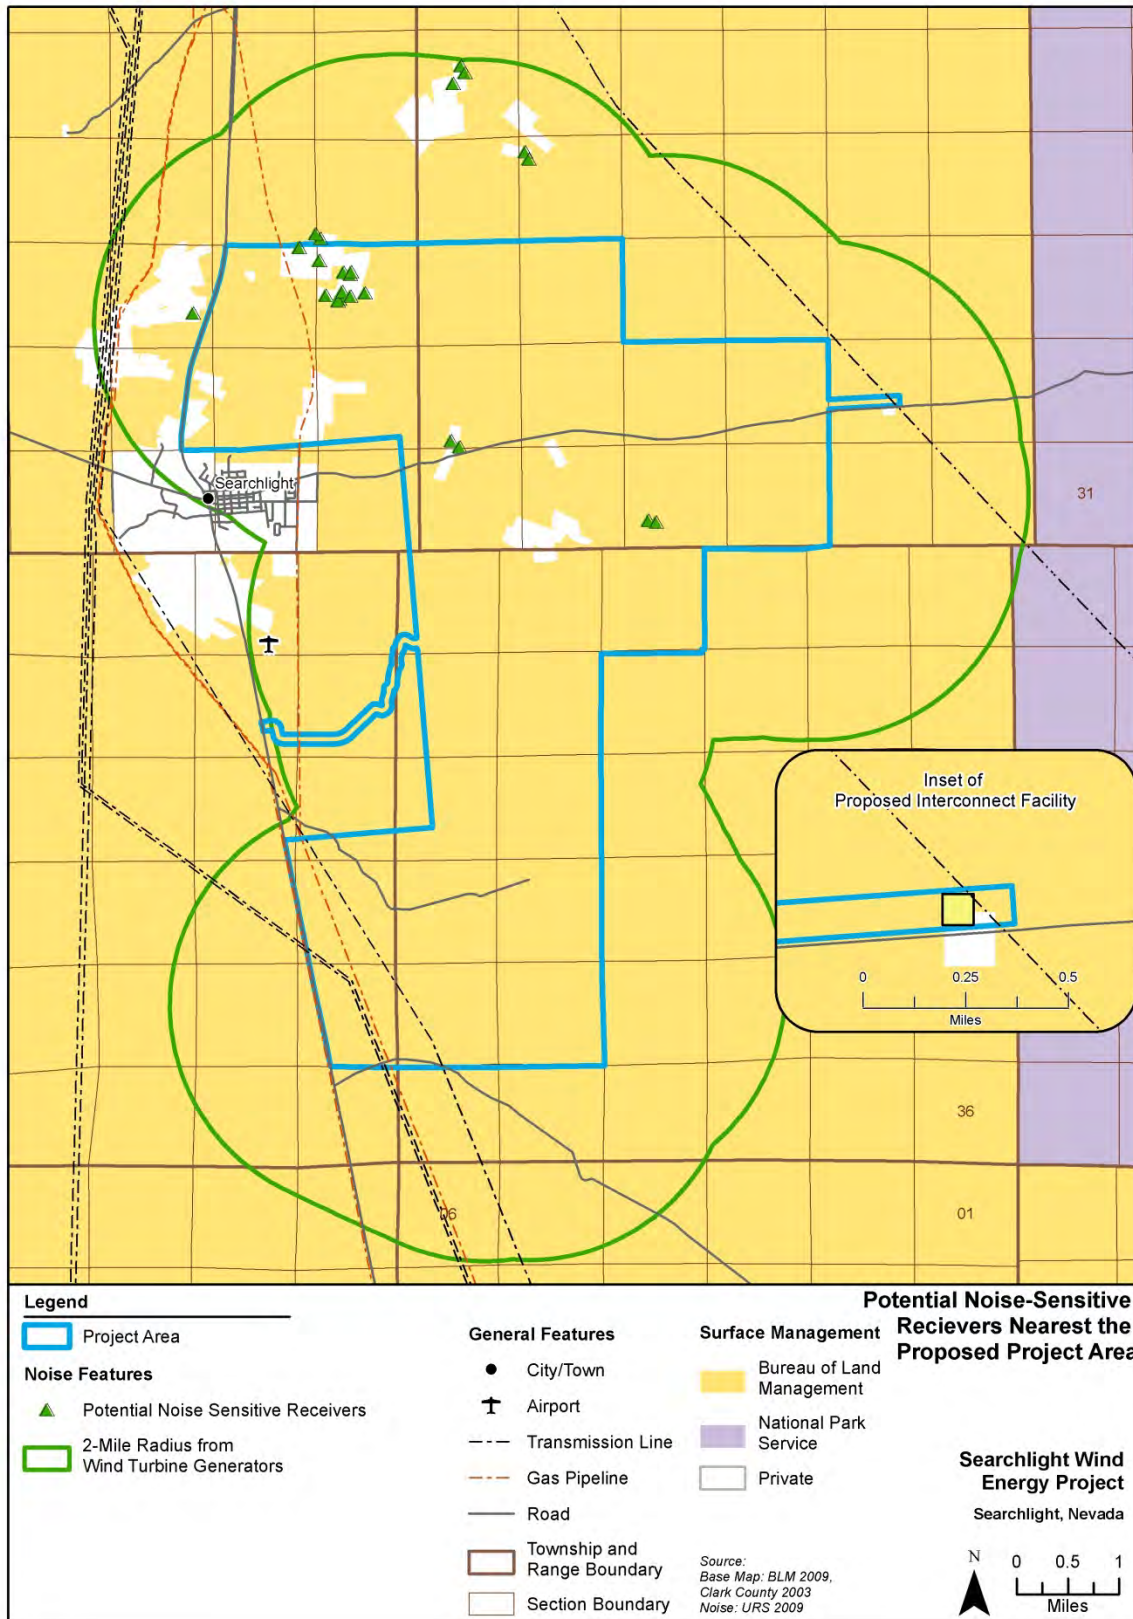 Searchlight
31
Inset of
Proposed Interconnect Facility
0 0.25 0.5
Miles
36
06
01
Legend
Project Area
Noise Features
Potential Noise Sensitive Receivers
2-Mile Radius from
Wind Turbine Generators
General Features
City/Town
Airport
Transmission Line
Gas Pipeline
Road
Township and
Range Boundary
Section Boundary
Surface Management
Bureau of Land
Management
National Park
Service
Private
Source:
Base Map: BLM 2009,
Clark County 2003
Noise: URS 2009
Potential Noise-Sensitive
Recievers Nearest the
Proposed Project Area
Searchlight Wind
Energy Project
Searchlight, Nevada
N
0 0.5 1
Miles